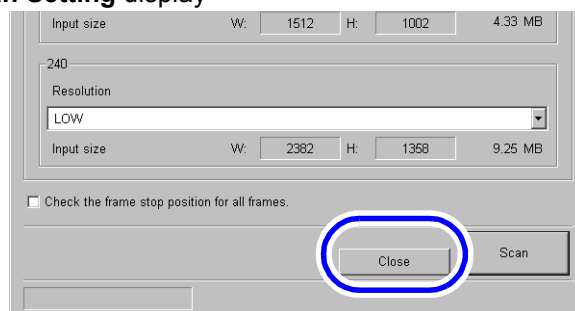 n Setting display
Input size W: 1512 H: 1002 4.33 MB
240
Resolution
LOW
Input size W: 2382 H: 1358 9.25 MB
Check the frame stop position for all frames.
Close Scan